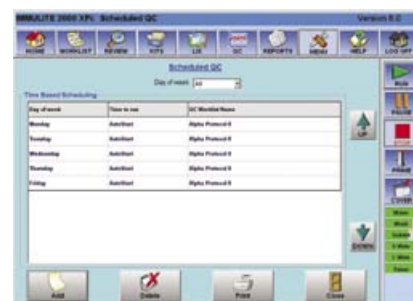 IMMULITE 2000 XPi: Scheduled QC Version 6.0
HOME WORKLIST REVIEW KITS LIS QC REPORTS MENU HELP LOG OFF
Scheduled QC
Day of week: All
Time Based Scheduling
Day of week Time to run QC Worklist Name
Monday AutoStart Alpha Protocol II
Tuesday AutoStart Alpha Protocol II
Wednesday AutoStart Alpha Protocol II
Thursday AutoStart Alpha Protocol II
Friday AutoStart Alpha Protocol II
UP
DOWN
Add Delete Print Close
RUN
PAUSE
STOP
PRIME
COVER
Water
Waste